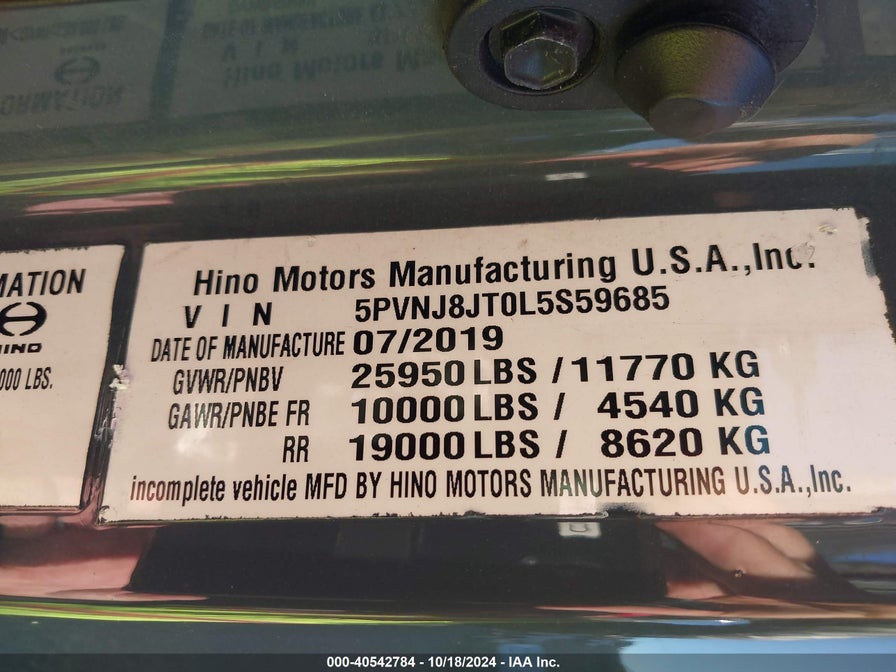 Hino Motors Manufacturing U.S.A.,Inc.
VIN 5PVNJ8JT0L5S59685
DATE OF MANUFACTURE 07/2019
GVWR/PNBV 25950 LBS / 11770 KG
GAWR/PNBE FR 10000 LBS / 4540 KG
RR 19000 LBS / 8620 KG
incomplete vehicle MFD BY HINO MOTORS MANUFACTURING U.S.A.,Inc.
MATION
HINO
000 LBS.
000-40542784 - 10/18/2024 - IAA Inc.